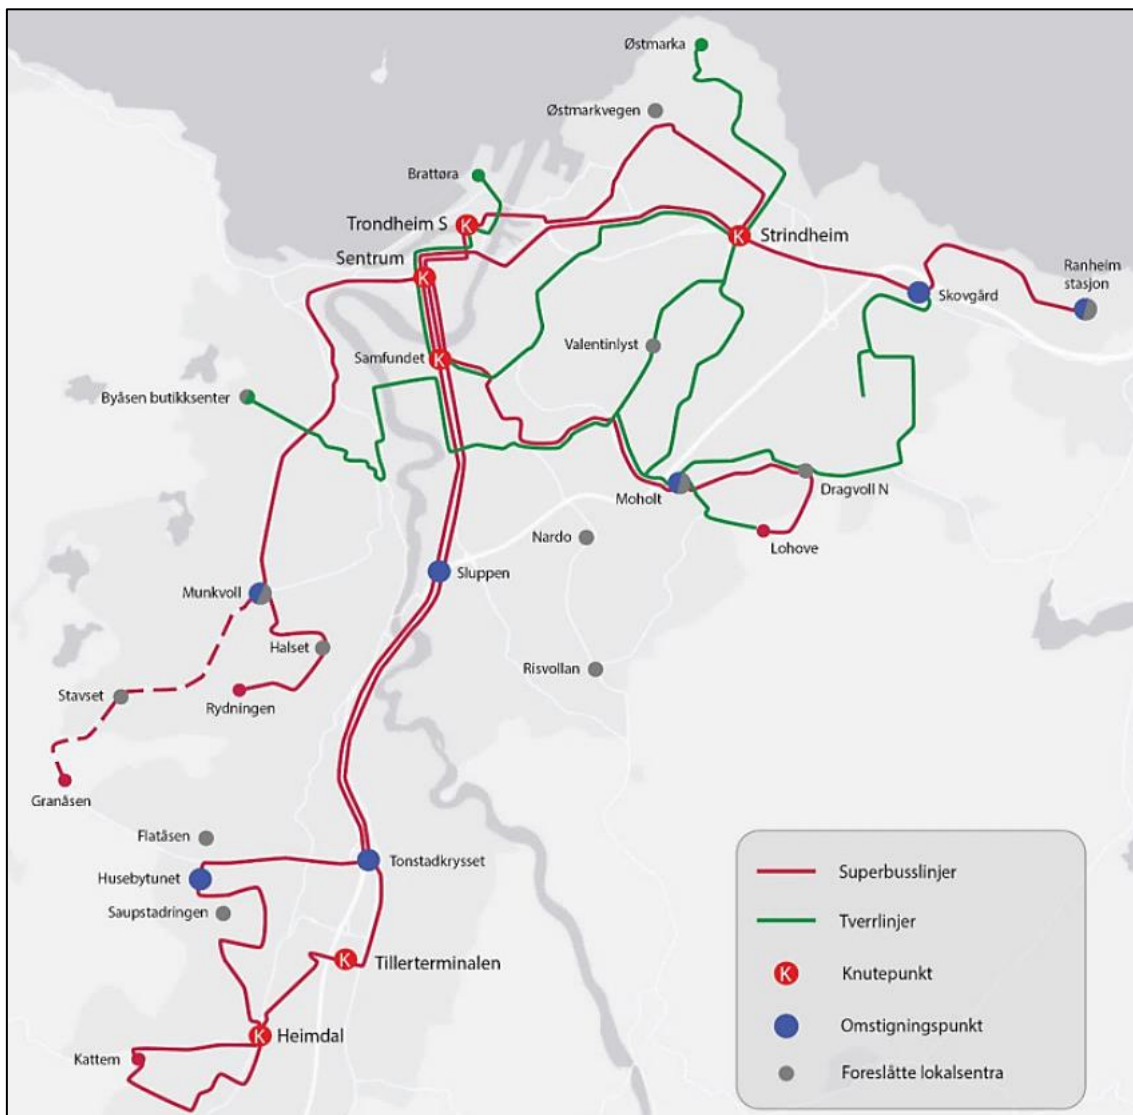 Østmarka
Østmarkvegen
Brattøra
Trondheim S
Strindheim
Sentrum
Ranheim
stasjon
Skovgård
Samfundet
Valentinlyst
Byåsen butikksenter
Moholt
Dragvoll N
Nardo
Lohove
Sluppen
Munkvoll
Halset
Risvollan
Stavset
Rydningen
Granåsen
Flatåsen
Tonstadkrysset
Husebytunet
Saupstadringen
Tillerterminalen
Heimdal
Kattem
Superbusslinjer
Tverrlinjer
K
Knutepunkt
Omstigningspunkt
Foreslåtte lokalsentra
K
K
K
K
K
K